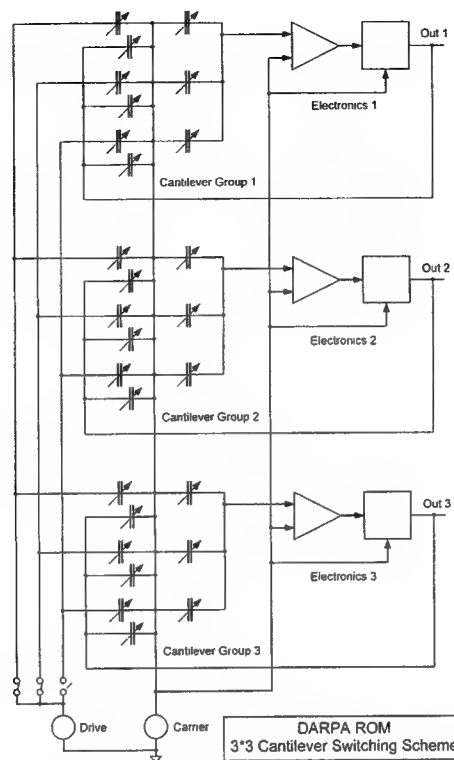 Out 1
Electronics 1
Cantilever Group 1
Out 2
Electronics 2
Cantilever Group 2
Out 3
Electronics 3
Cantilever Group 3
Drive
Carrier
DARPA ROM
3*3 Cantilever Switching Scheme